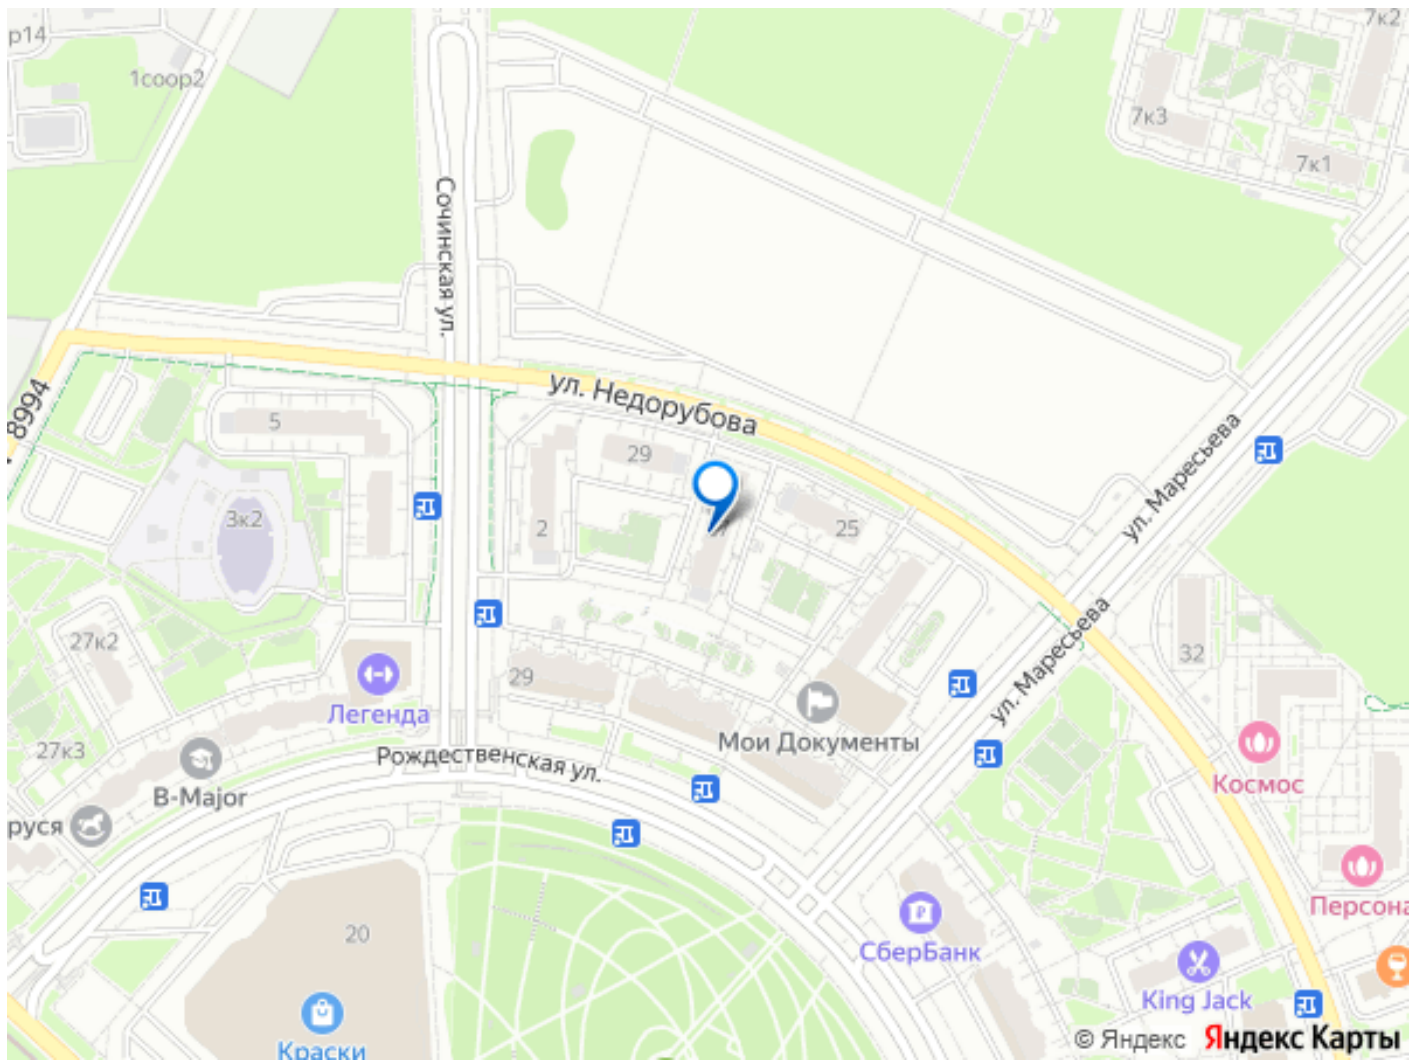 р14
1соор2
7к2
7к3
7к1
Сочинская ул.
8994
ул. Недорубова
ул. Маресьева
5
29
3к2
2
25
27к2
32
29
Легенда
ул. Маресьева
Мои Документы
27к3
Рождественская ул.
Космос
B-Major
руся
Персона
20
СберБанк
King Jack
Краски
© Яндекс Яндекс Карты